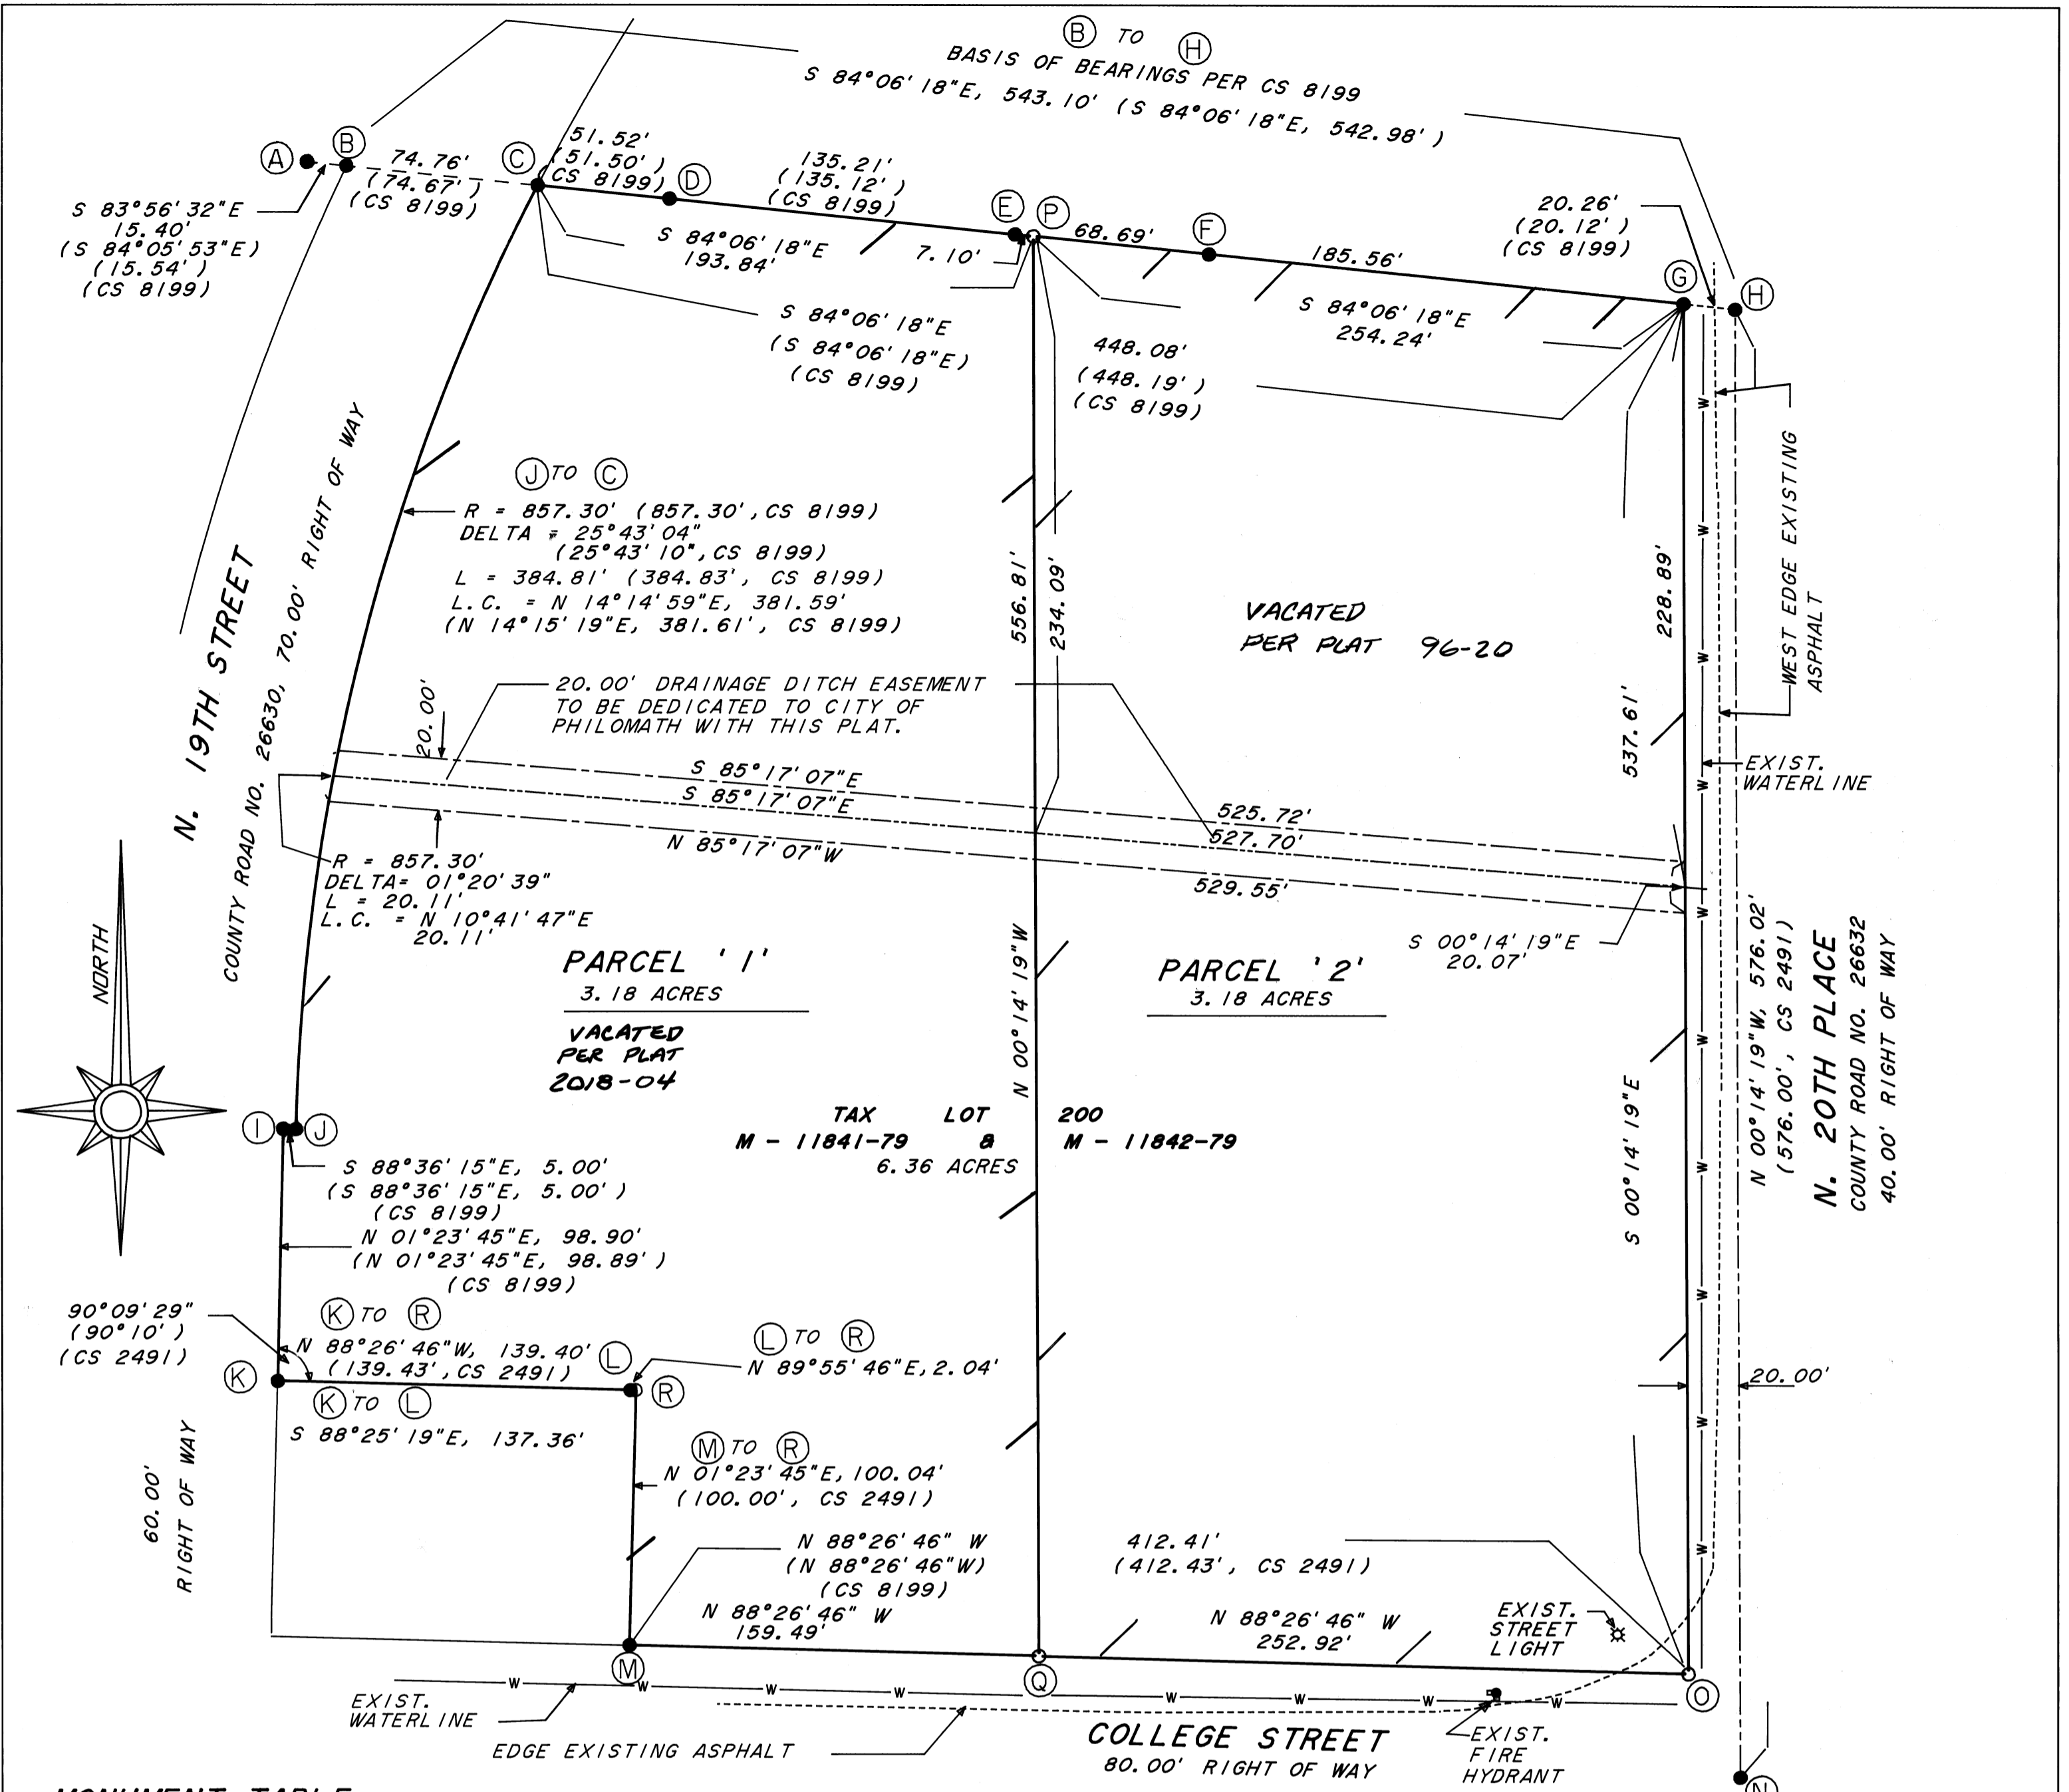 B TO H
BASIS OF BEARINGS PER CS 8199
S 84°06'18"E, 543.10' (S 84°06'18"E, 542.98')
A
B
74.76'
(74.67')
(CS 8199)
C
51.52'
(51.50')
(CS 8199)
D
135.21'
(135.12')
(CS 8199)
E
P
68.69'
F
185.56'
20.26'
(20.12')
(CS 8199)
G
H
S 83°56'32"E
15.40'
(S 84°05'53"E)
(15.54')
(CS 8199)
S 84°06'18"E
193.84'
7.10'
S 84°06'18"E
(S 84°06'18"E)
(CS 8199)
448.08'
(448.19')
(CS 8199)
S 84°06'18"E
254.24'
N. 19TH STREET
COUNTY ROAD NO. 26630, 70.00' RIGHT OF WAY
J TO C
R = 857.30' (857.30', CS 8199)
DELTA = 25°43'04"
(25°43'10", CS 8199)
L = 384.81' (384.83', CS 8199)
L.C. = N 14°14'59"E, 381.59'
(N 14°15'19"E, 381.61', CS 8199)
556.81'
234.09'
VACATED
PER PLAT 96-20
228.89'
537.61'
WEST EDGE EXISTING
ASPHALT
20.00'
20.00' DRAINAGE DITCH EASEMENT
TO BE DEDICATED TO CITY OF
PHILOMATH WITH THIS PLAT.
EXIST.
WATERLINE
S 85°17'07"E
S 85°17'07"E
N 85°17'07"W
525.72'
527.70'
529.55'
R = 857.30'
DELTA= 01°20'39"
L = 20.11'
L.C. = N 10°41'47"E
20.11'
S 00°14'19"E
20.07'
NORTH
PARCEL '1'
3.18 ACRES
VACATED
PER PLAT
2018-04
N 00°14'19"W
PARCEL '2'
3.18 ACRES
S 00°14'19"E
N 00°14'19"W, 576.02'
(576.00', CS 2491)
N. 20TH PLACE
COUNTY ROAD NO. 26632
40.00' RIGHT OF WAY
TAX LOT 200
M - 11841-79 & M - 11842-79
6.36 ACRES
I
J
S 88°36'15"E, 5.00'
(S 88°36'15"E, 5.00')
(CS 8199)
N 01°23'45"E, 98.90'
(N 01°23'45"E, 98.89')
(CS 8199)
90°09'29"
(90°10')
(CS 2491)
K TO R
N 88°26'46"W, 139.40'
(139.43', CS 2491)
L
K
R
L TO R
N 89°55'46"E, 2.04'
K TO L
S 88°25'19"E, 137.36'
20.00'
60.00'
RIGHT OF WAY
M TO R
N 01°23'45"E, 100.04'
(100.00', CS 2491)
N 88°26'46" W
(N 88°26'46"W)
(CS 8199)
N 88°26'46" W
159.49'
412.41'
(412.43', CS 2491)
N 88°26'46" W
252.92'
EXIST.
STREET
LIGHT
M
Q
O
W W W W W W W W W W
W W W W W W W W
EXIST.
WATERLINE
EDGE EXISTING ASPHALT
COLLEGE STREET
80.00' RIGHT OF WAY
EXIST.
FIRE
HYDRANT
N
MONUMENT TABLE